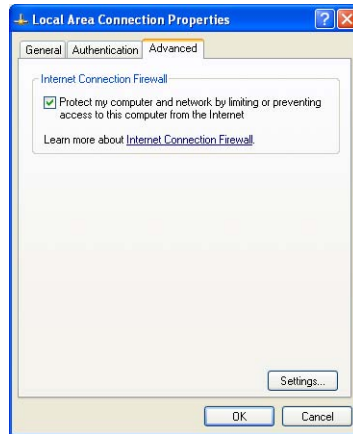 Local Area Connection Properties
General Authentication Advanced
Internet Connection Firewall
Protect my computer and network by limiting or preventing
access to this computer from the Internet
Learn more about Internet Connection Firewall.
Settings...
OK Cancel